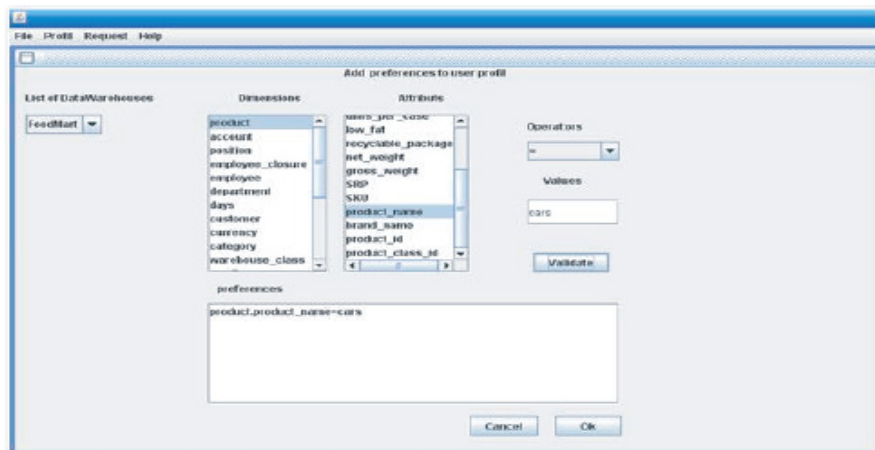 File Profil Request Help
Add preferences to user profil
List of DataWarehouses
FoodMart
Dimensions
product
account
position
employee_closure
employee
department
days
customer
currency
category
warehouse_class
Attributs
units_per_case
low_fat
recyclable_package
net_weight
gross_weight
SRP
SKU
product_name
brand_name
product_id
product_class_id
Operators
=
Values
cars
Validate
preferences
product.product_name=cars
Cancel Ok